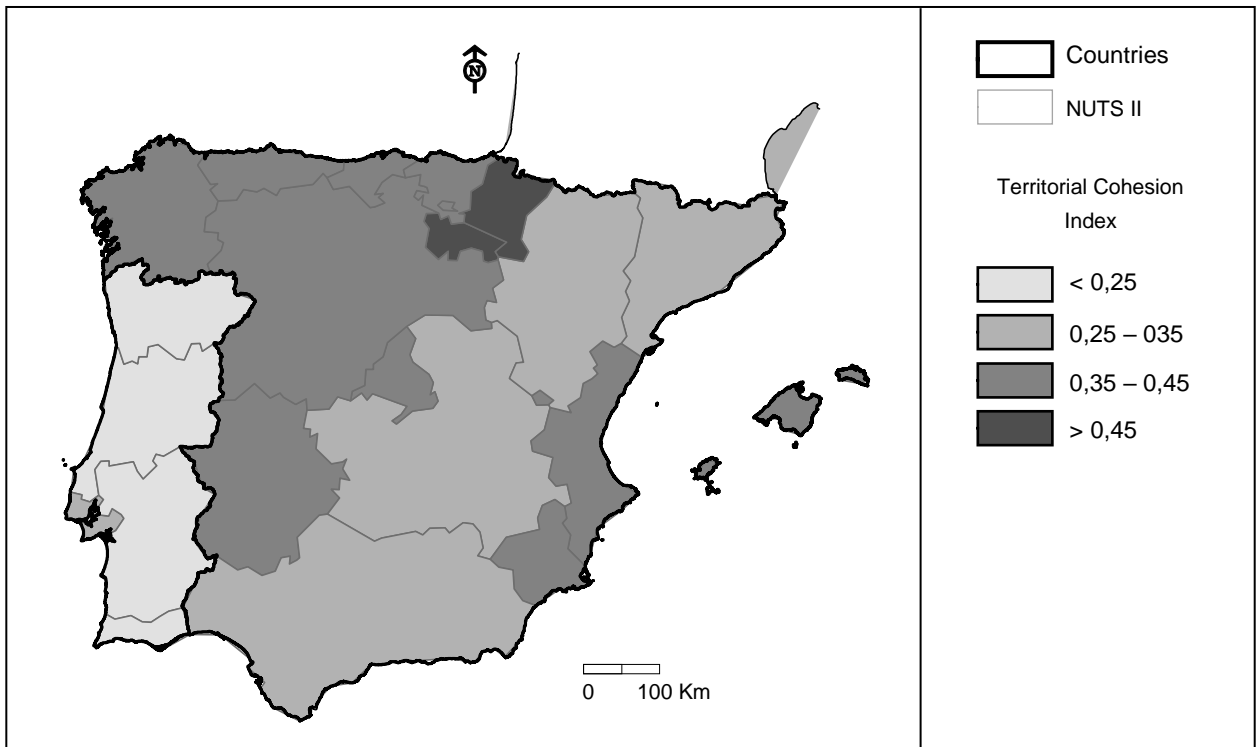 N
0 100 Km
Countries
NUTS II
Territorial Cohesion
Index
< 0,25
0,25 – 035
0,35 – 0,45
> 0,45